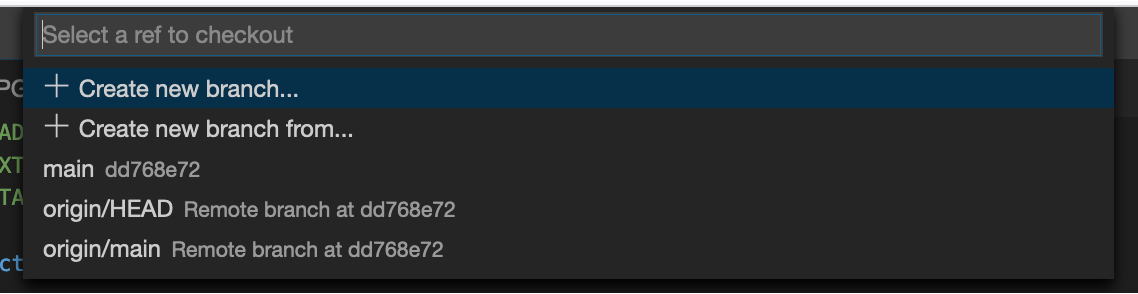 Select a ref to checkout
PG
+ Create new branch...
AD
+ Create new branch from...
XT
main dd768e72
TA
origin/HEAD Remote branch at dd768e72
origin/main Remote branch at dd768e72
ct